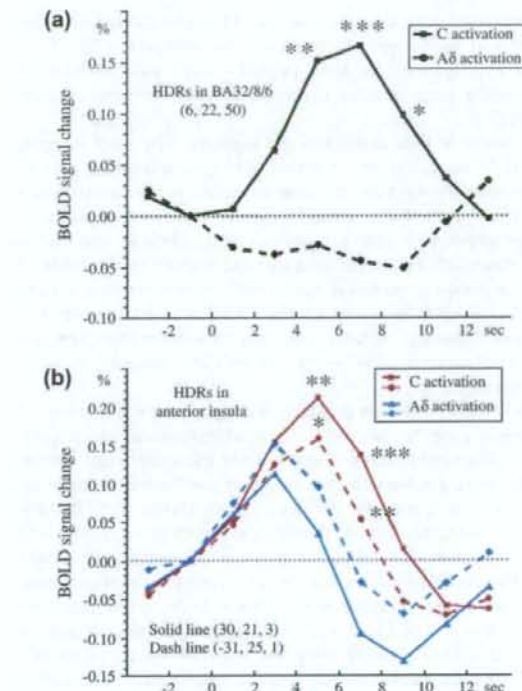 (a)
%
C activation
Aδ activation
**
***
*
HDRs in BA32/8/6
(6, 22, 50)
BOLD signal change
0.15
0.10
0.05
0.00
-0.05
-0.10
-2 0 2 4 6 8 10 12 sec
(b)
%
HDRs in
anterior insula
C activation
Aδ activation
**
*
***
**
BOLD signal change
0.20
0.15
0.10
0.05
0.00
-0.05
-0.10
-0.15
Solid line (30, 21, 3)
Dash line (-31, 25, 1)
-2 0 2 4 6 8 10 12 sec